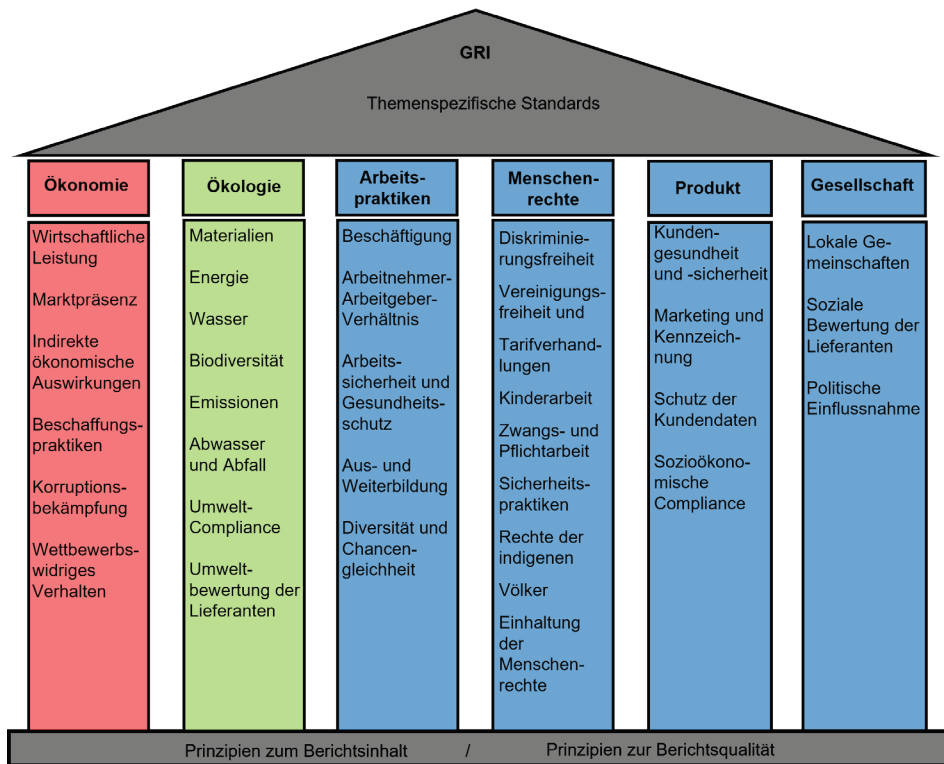 GRI
Themenspezifische Standards
Ökonomie
Wirtschaftliche
Leistung
Marktpräsenz
Indirekte
ökonomische
Auswirkungen
Beschaffungs-
praktiken
Korruptions-
bekämpfung
Wettbewerbs-
widriges
Verhalten
Ökologie
Materialien
Energie
Wasser
Biodiversität
Emissionen
Abwasser
und Abfall
Umwelt-
Compliance
Umwelt-
bewertung der
Lieferanten
Arbeits-
praktiken
Beschäftigung
Arbeitnehmer-
Arbeitgeber-
Verhältnis
Arbeits-
sicherheit und
Gesundheits-
schutz
Aus- und
Weiterbildung
Diversität und
Chancen-
gleichheit
Menschen-
rechte
Diskriminie-
rungsfreiheit
Vereinigungs-
freiheit und
Tarifverhand-
lungen
Kinderarbeit
Zwangs- und
Pflichtarbeit
Sicherheits-
praktiken
Rechte der
indigenen
Völker
Einhaltung
der
Menschen-
rechte
Produkt
Kunden-
gesundheit
und -sicherheit
Marketing und
Kennzeich-
nung
Schutz der
Kundendaten
Sozioökono-
mische
Compliance
Gesellschaft
Lokale Ge-
meinschaften
Soziale
Bewertung der
Lieferanten
Politische
Einflussnahme
Prinzipien zum Berichtsinhalt / Prinzipien zur Berichtsqualität